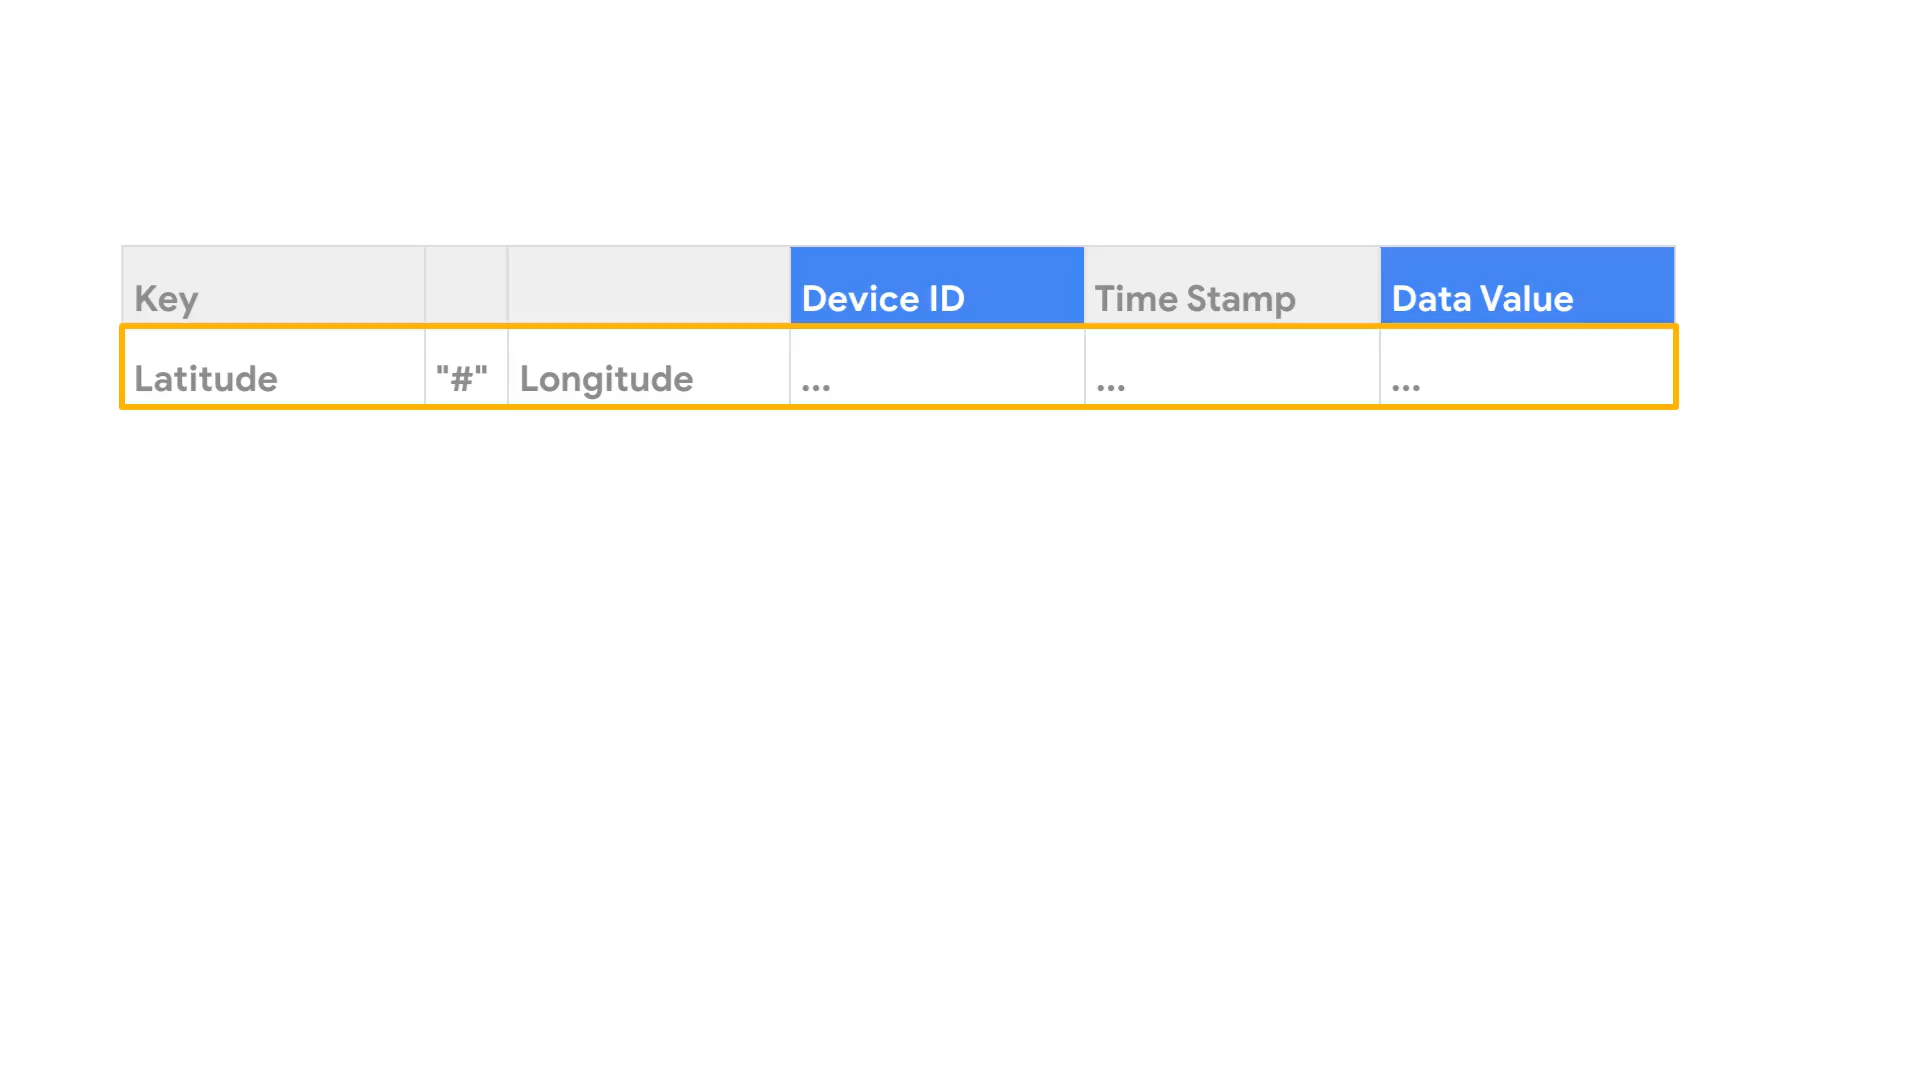 Key Device ID Time Stamp Data Value
Latitude "#" Longitude ... ... ...